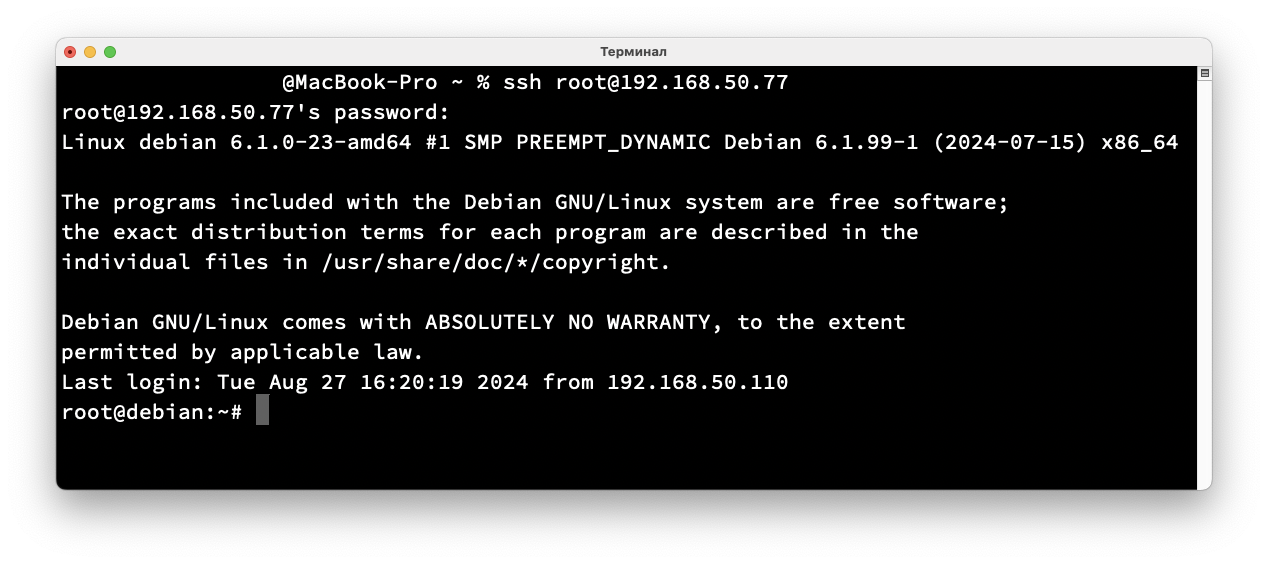 Терминал
@MacBook-Pro ~ % ssh root@192.168.50.77
root@192.168.50.77's password:
Linux debian 6.1.0-23-amd64 #1 SMP PREEMPT_DYNAMIC Debian 6.1.99-1 (2024-07-15) x86_64
The programs included with the Debian GNU/Linux system are free software;
the exact distribution terms for each program are described in the
individual files in /usr/share/doc/*/copyright.
Debian GNU/Linux comes with ABSOLUTELY NO WARRANTY, to the extent
permitted by applicable law.
Last login: Tue Aug 27 16:20:19 2024 from 192.168.50.110
root@debian:~#